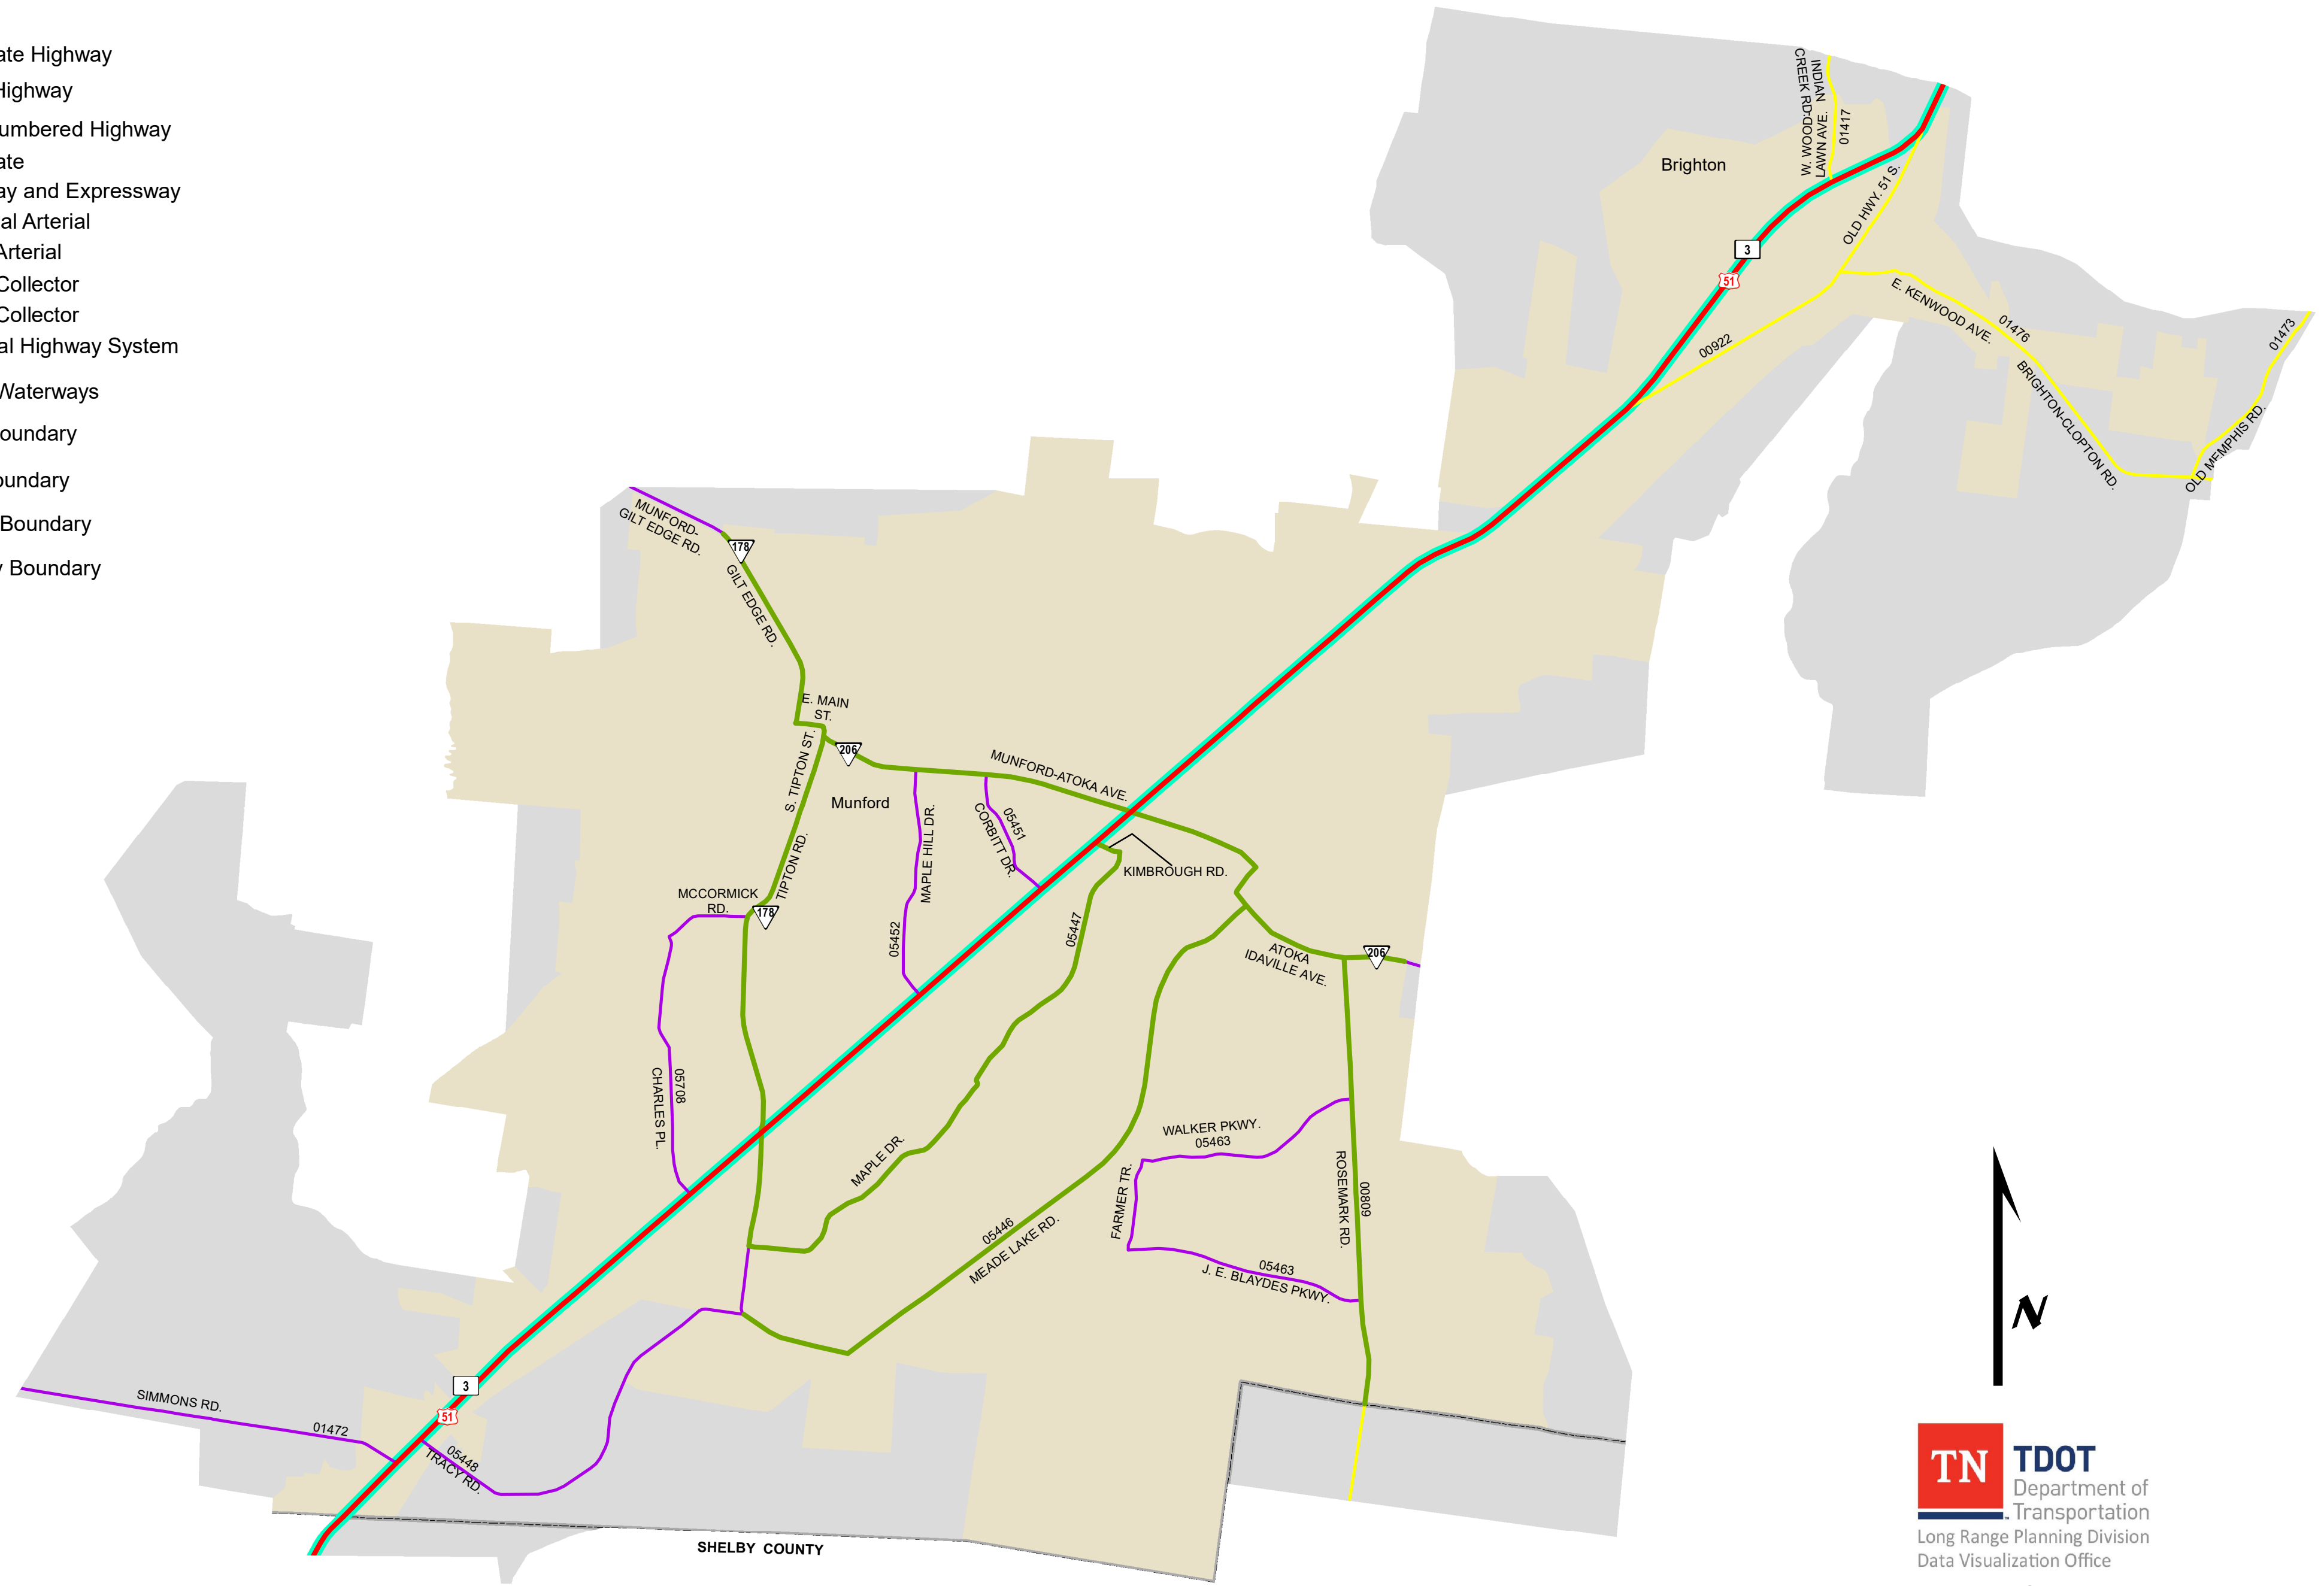 ate Highway
Highway
umbered Highway
ate
ay and Expressway
al Arterial
Arterial
Collector
Collector
al Highway System
Waterways
oundary
undary
Boundary
y Boundary
INDIAN
CREEK RD.
W. WOOD-
LAWN AVE.
01417
Brighton
OLD HWY. 51 S.
3
51
00922
E. KENWOOD AVE.
01476
BRIGHTON-CLOPTON RD.
01473
OLD MEMPHIS RD.
MUNFORD-
GILT EDGE RD.
178
GILT EDGE RD.
E. MAIN
ST.
206
S. TIPTON ST.
Munford
MUNFORD-ATOKA AVE.
MAPLE HILL DR.
05452
05451
CORBITT DR.
KIMBROUGH RD.
TIPTON RD.
MCCORMICK
RD.
178
05447
ATOKA
IDAVILLE AVE.
206
05708
CHARLES PL.
MAPLE DR.
WALKER PKWY.
05463
FARMER TR.
ROSEMARK RD.
00809
05446
MEADE LAKE RD.
05463
J. E. BLAYDES PKWY.
3
51
SIMMONS RD.
01472
05448
TRACY RD.
SHELBY COUNTY
N
TN
TDOT
Department of
Transportation
Long Range Planning Division
Data Visualization Office